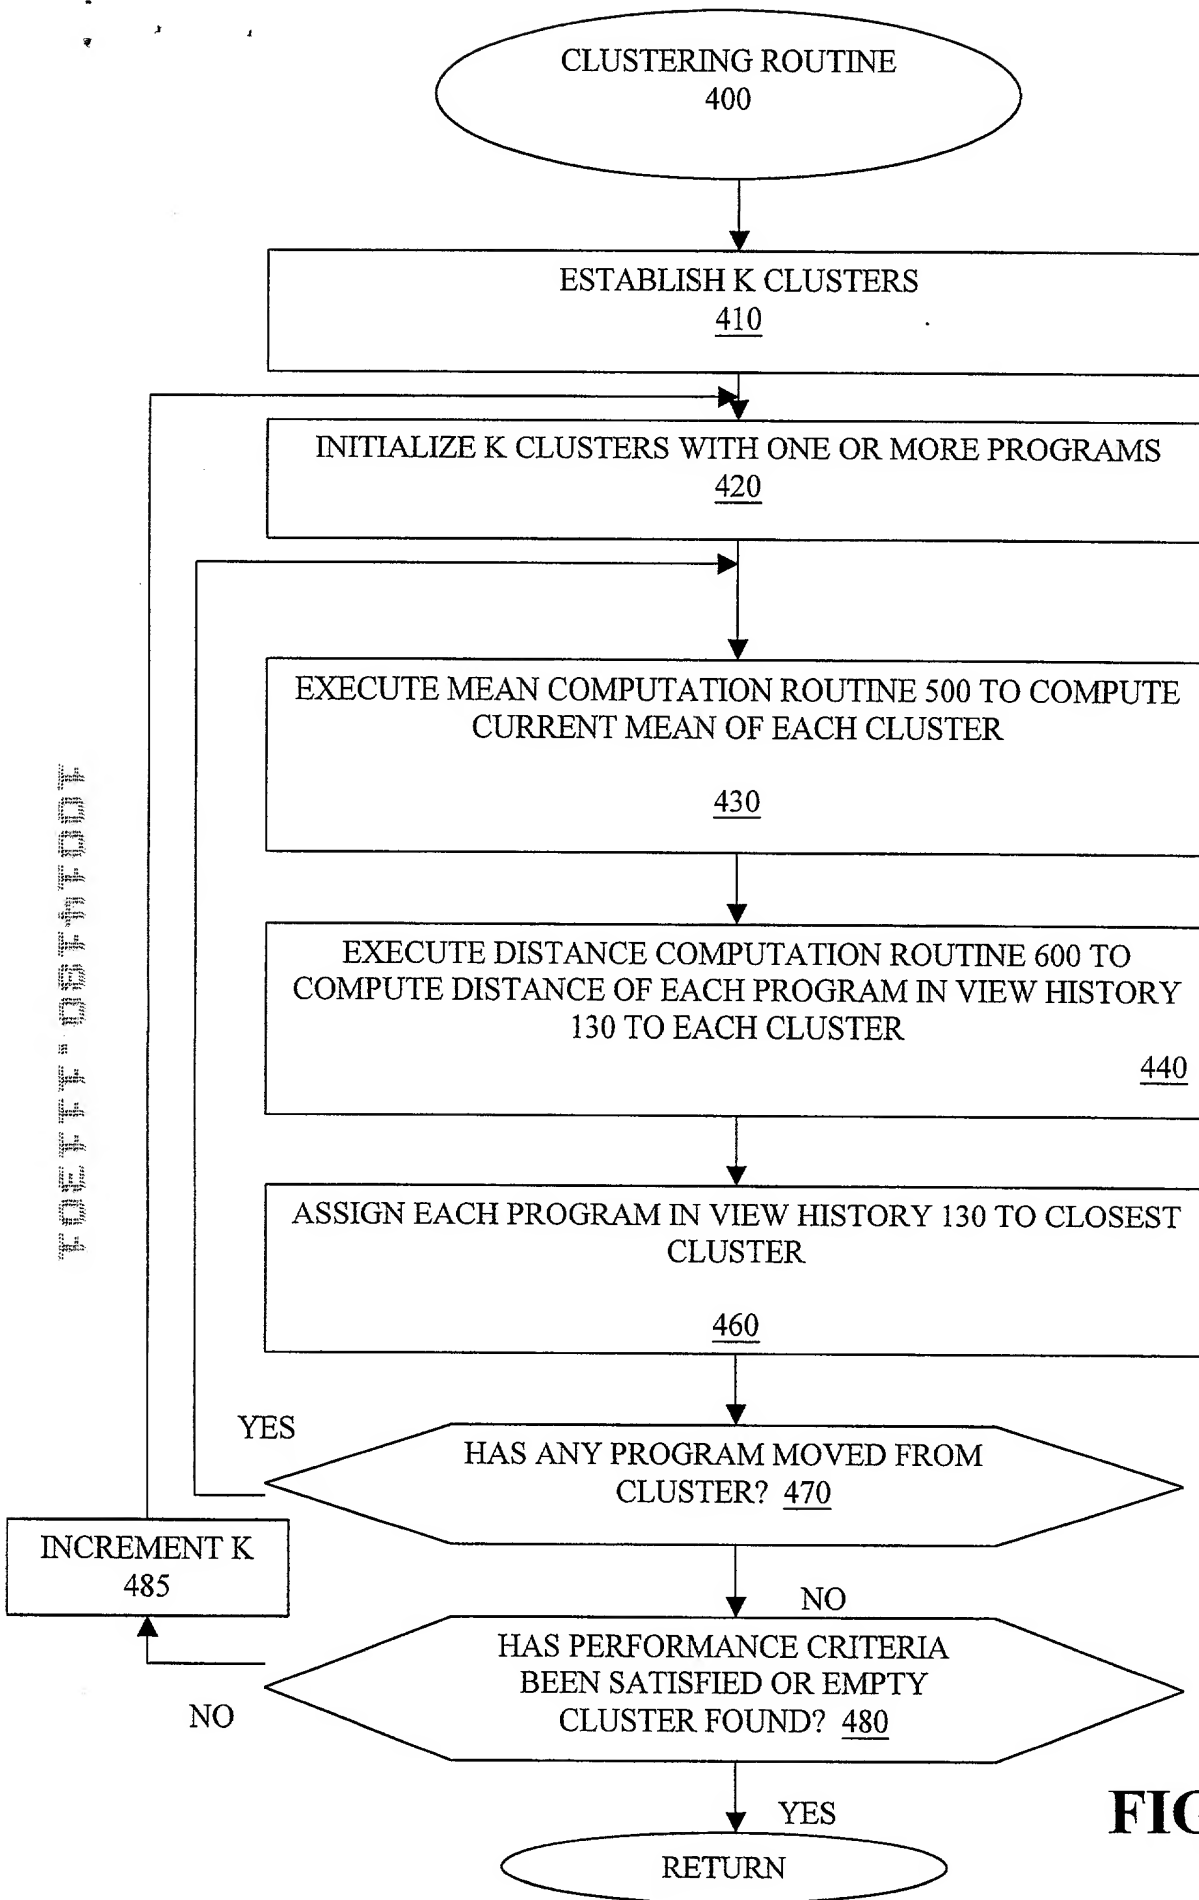 CLUSTERING ROUTINE
400
ESTABLISH K CLUSTERS
410
INITIALIZE K CLUSTERS WITH ONE OR MORE PROGRAMS
420
EXECUTE MEAN COMPUTATION ROUTINE 500 TO COMPUTE
CURRENT MEAN OF EACH CLUSTER
430
EXECUTE DISTANCE COMPUTATION ROUTINE 600 TO
COMPUTE DISTANCE OF EACH PROGRAM IN VIEW HISTORY
130 TO EACH CLUSTER
440
ASSIGN EACH PROGRAM IN VIEW HISTORY 130 TO CLOSEST
CLUSTER
460
YES
HAS ANY PROGRAM MOVED FROM
CLUSTER? 470
INCREMENT K
485
NO
HAS PERFORMANCE CRITERIA
BEEN SATISFIED OR EMPTY
CLUSTER FOUND? 480
NO
YES
FIG
RETURN